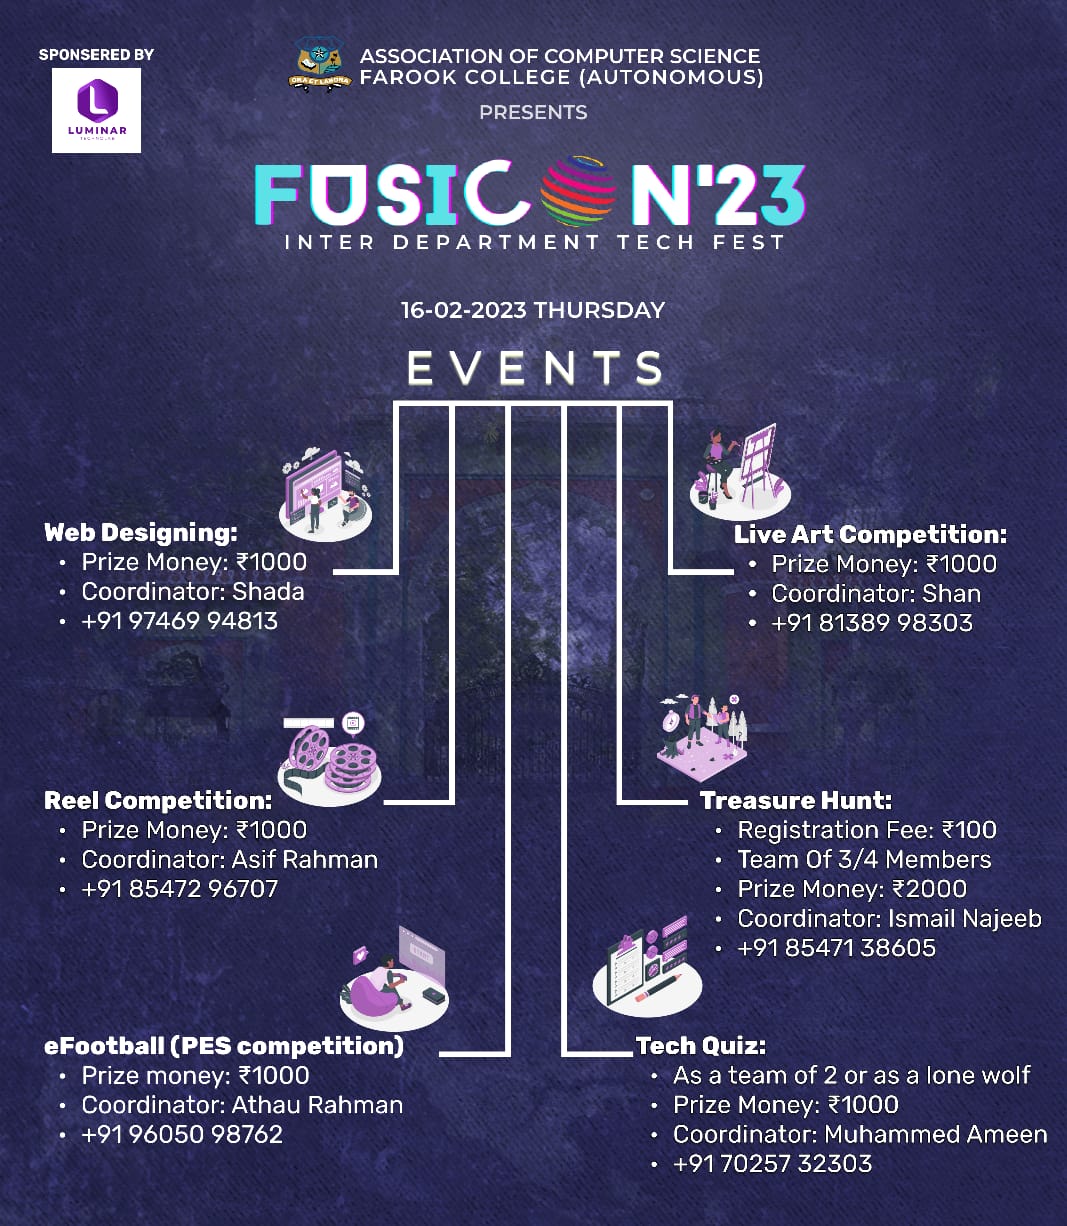 SPONSERED BY
LUMINAR
TECHNOLAB
ORA ET LABORA
ASSOCIATION OF COMPUTER SCIENCE
FAROOK COLLEGE (AUTONOMOUS)
PRESENTS
FUSICON'23
INTER DEPARTMENT TECH FEST
16-02-2023 THURSDAY
EVENTS
Web Designing:
• Prize Money: ₹1000
• Coordinator: Shada
• +91 97469 94813
Live Art Competition:
• Prize Money: ₹1000
• Coordinator: Shan
• +91 81389 98303
Reel Competition:
• Prize Money: ₹1000
• Coordinator: Asif Rahman
• +91 85472 96707
Treasure Hunt:
• Registration Fee: ₹100
• Team Of 3/4 Members
• Prize Money: ₹2000
• Coordinator: Ismail Najeeb
• +91 85471 38605
eFootball (PES competition)
• Prize money: ₹1000
• Coordinator: Athau Rahman
• +91 96050 98762
Tech Quiz:
• As a team of 2 or as a lone wolf
• Prize Money: ₹1000
• Coordinator: Muhammed Ameen
• +91 70257 32303